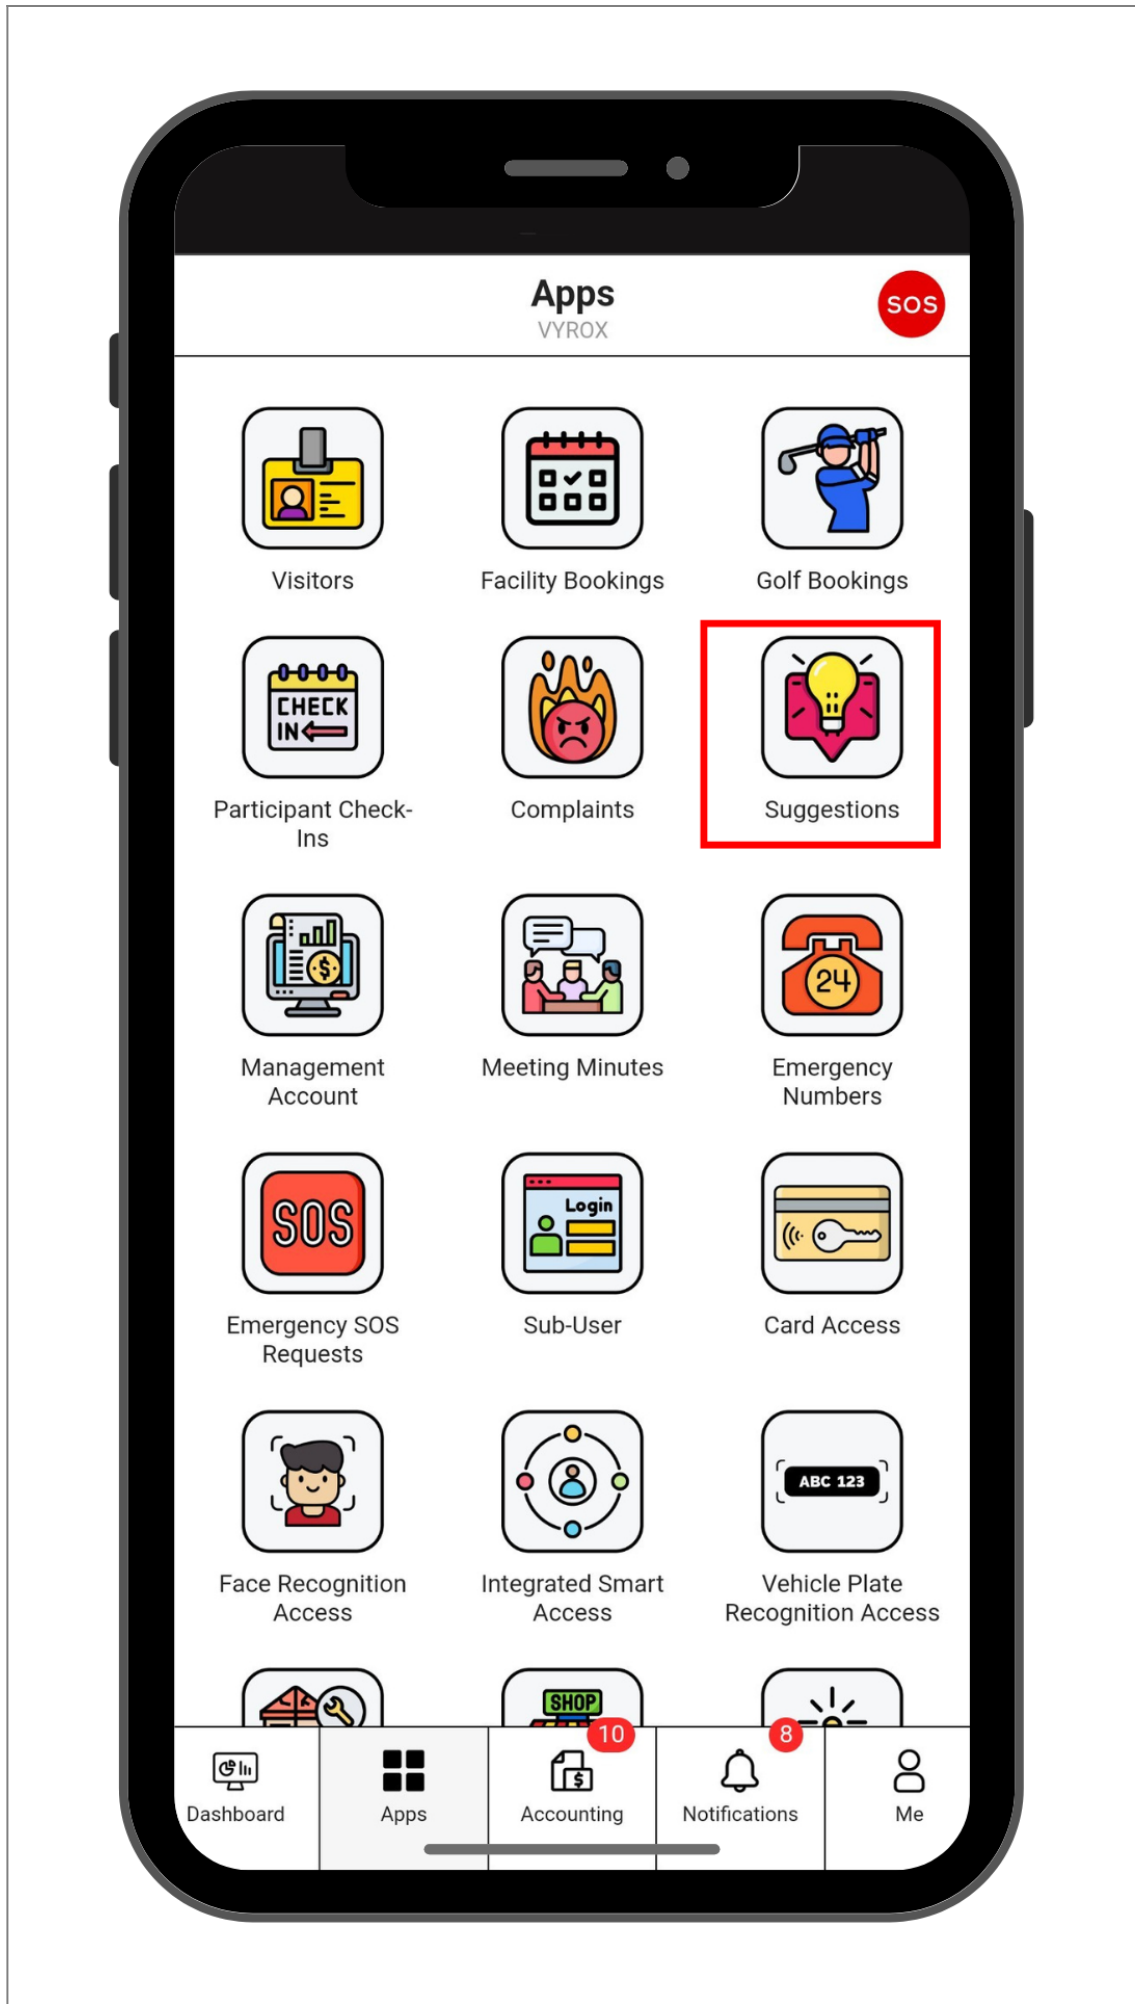 Apps
VYROX
SOS
Visitors
Facility Bookings
Golf Bookings
CHECK
IN
Participant Check-
Ins
Complaints
Suggestions
Management
Account
Meeting Minutes
24
Emergency
Numbers
SOS
Emergency SOS
Requests
Login
Sub-User
Card Access
Face Recognition
Access
Integrated Smart
Access
ABC 123
Vehicle Plate
Recognition Access
SHOP
Dashboard
Apps
10
Accounting
8
Notifications
Me